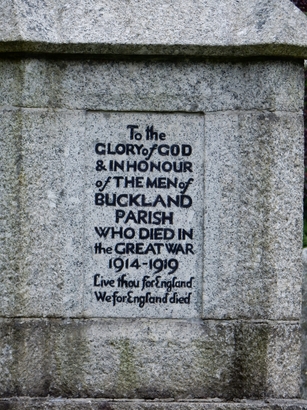 To the
GLORY of GOD
& IN HONOUR
of THE MEN of
BUCKLAND
PARISH
WHO DIED IN
the GREAT WAR
1914-1919
Live thou for England
We for England died